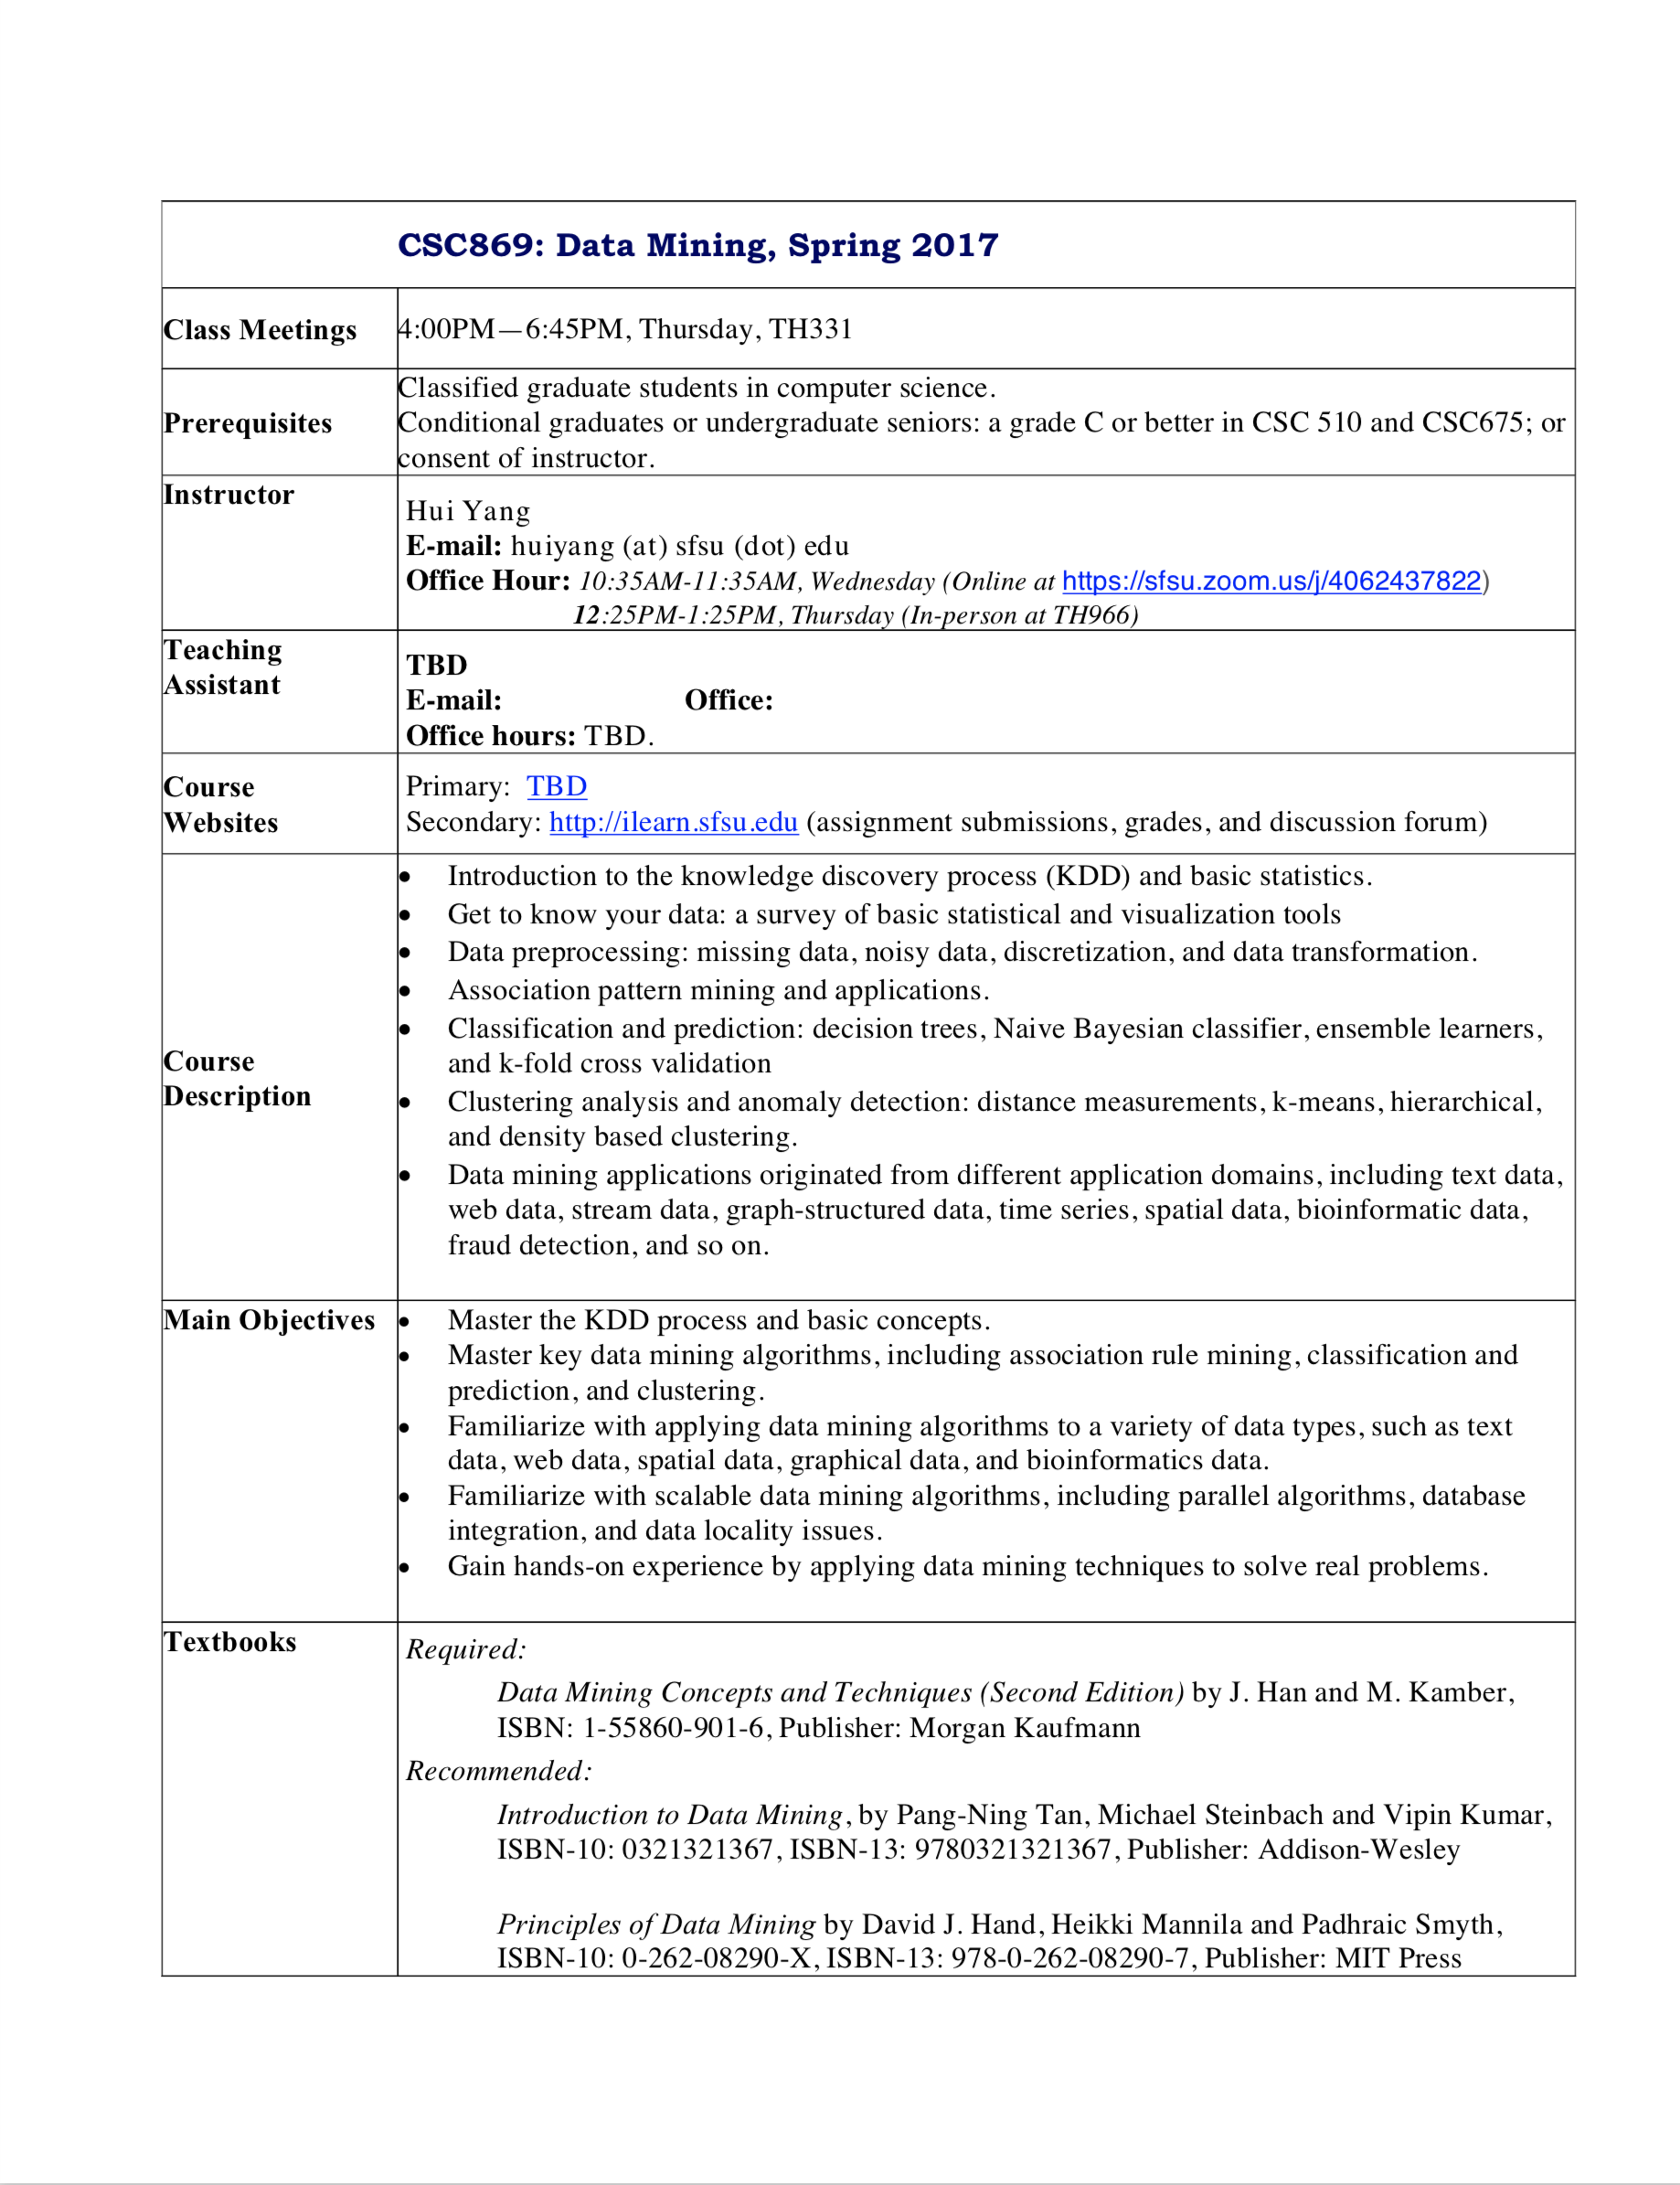 CSC869: Data Mining, Spring 2017
Class Meetings
4:00PM—6:45PM, Thursday, TH331
Prerequisites
Classified graduate students in computer science.
Conditional graduates or undergraduate seniors: a grade C or better in CSC 510 and CSC675; or
consent of instructor.
Instructor
Hui Yang
E-mail: huiyang (at) sfsu (dot) edu
Office Hour: 10:35AM-11:35AM, Wednesday (Online at https://sfsu.zoom.us/j/4062437822)
12:25PM-1:25PM, Thursday (In-person at TH966)
Teaching
Assistant
TBD
E-mail: Office:
Office hours: TBD.
Course
Websites
Primary: TBD
Secondary: http://ilearn.sfsu.edu (assignment submissions, grades, and discussion forum)
Course
Description
• Introduction to the knowledge discovery process (KDD) and basic statistics.
• Get to know your data: a survey of basic statistical and visualization tools
• Data preprocessing: missing data, noisy data, discretization, and data transformation.
• Association pattern mining and applications.
• Classification and prediction: decision trees, Naive Bayesian classifier, ensemble learners,
and k-fold cross validation
• Clustering analysis and anomaly detection: distance measurements, k-means, hierarchical,
and density based clustering.
• Data mining applications originated from different application domains, including text data,
web data, stream data, graph-structured data, time series, spatial data, bioinformatic data,
fraud detection, and so on.
Main Objectives
• Master the KDD process and basic concepts.
• Master key data mining algorithms, including association rule mining, classification and
prediction, and clustering.
• Familiarize with applying data mining algorithms to a variety of data types, such as text
data, web data, spatial data, graphical data, and bioinformatics data.
• Familiarize with scalable data mining algorithms, including parallel algorithms, database
integration, and data locality issues.
• Gain hands-on experience by applying data mining techniques to solve real problems.
Textbooks
Required:
Data Mining Concepts and Techniques (Second Edition) by J. Han and M. Kamber,
ISBN: 1-55860-901-6, Publisher: Morgan Kaufmann
Recommended:
Introduction to Data Mining, by Pang-Ning Tan, Michael Steinbach and Vipin Kumar,
ISBN-10: 0321321367, ISBN-13: 9780321321367, Publisher: Addison-Wesley
Principles of Data Mining by David J. Hand, Heikki Mannila and Padhraic Smyth,
ISBN-10: 0-262-08290-X, ISBN-13: 978-0-262-08290-7, Publisher: MIT Press